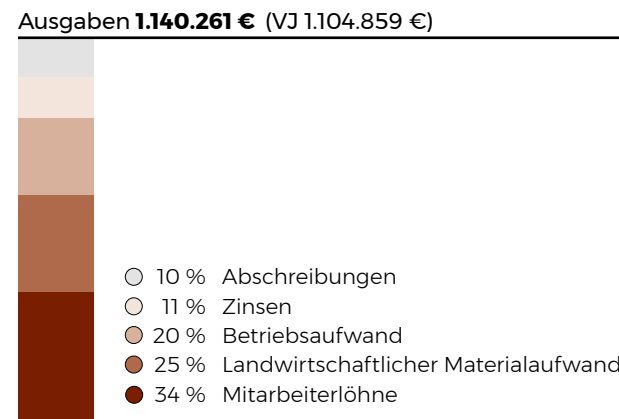 Ausgaben 1.140.261 € (VJ 1.104.859 €)
10 % Abschreibungen
11 % Zinsen
20 % Betriebsaufwand
25 % Landwirtschaftlicher Materialaufwand
34 % Mitarbeiterlöhne